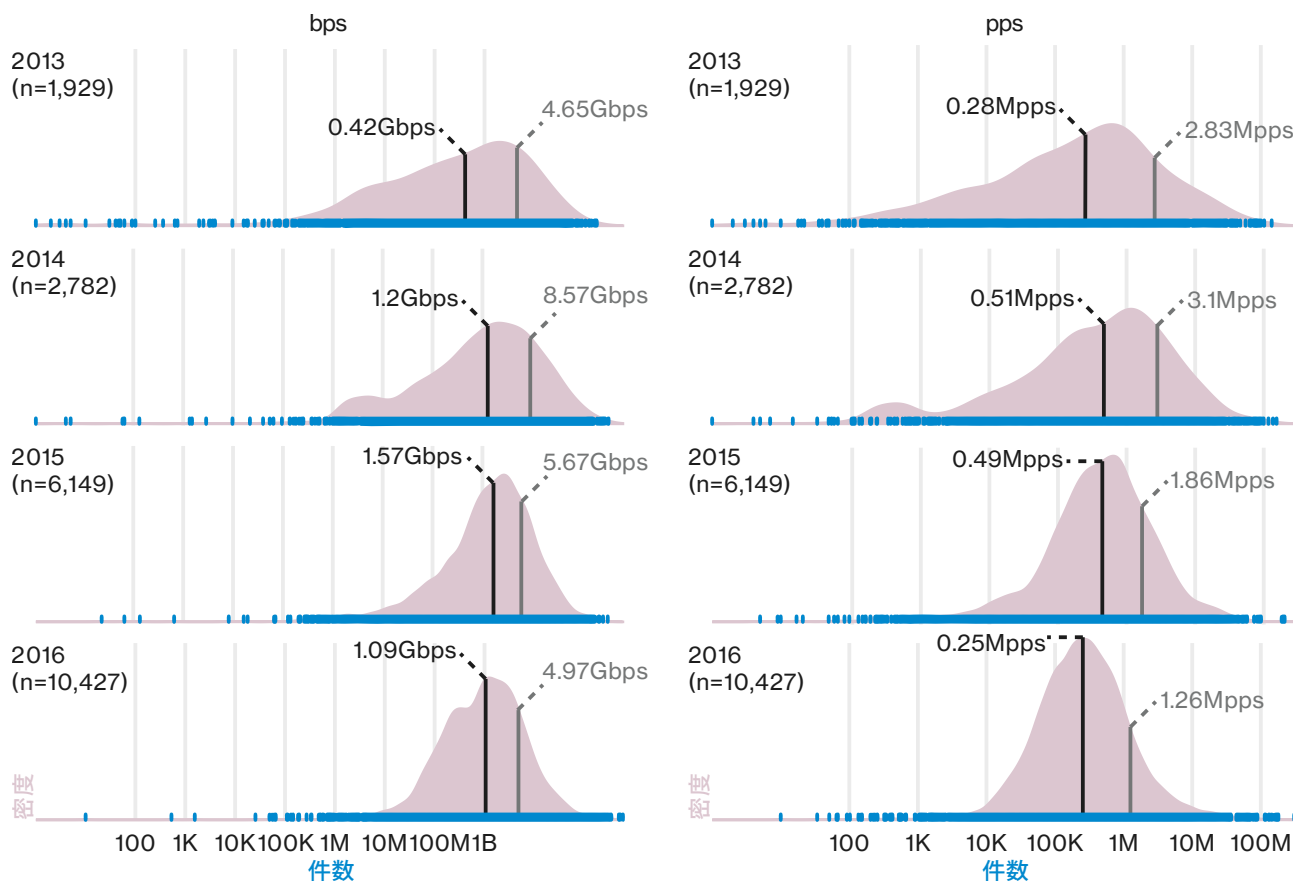 bps
2013
(n=1,929)
0.42Gbps
4.65Gbps
2014
(n=2,782)
1.2Gbps
8.57Gbps
2015
(n=6,149)
1.57Gbps
5.67Gbps
2016
(n=10,427)
1.09Gbps
4.97Gbps
密度
100 1K 10K 100K 1M 10M 100M 1B
件数
pps
2013
(n=1,929)
0.28Mpps
2.83Mpps
2014
(n=2,782)
0.51Mpps
3.1Mpps
2015
(n=6,149)
0.49Mpps
1.86Mpps
2016
(n=10,427)
0.25Mpps
1.26Mpps
密度
100 1K 10K 100K 1M 10M 100M
件数